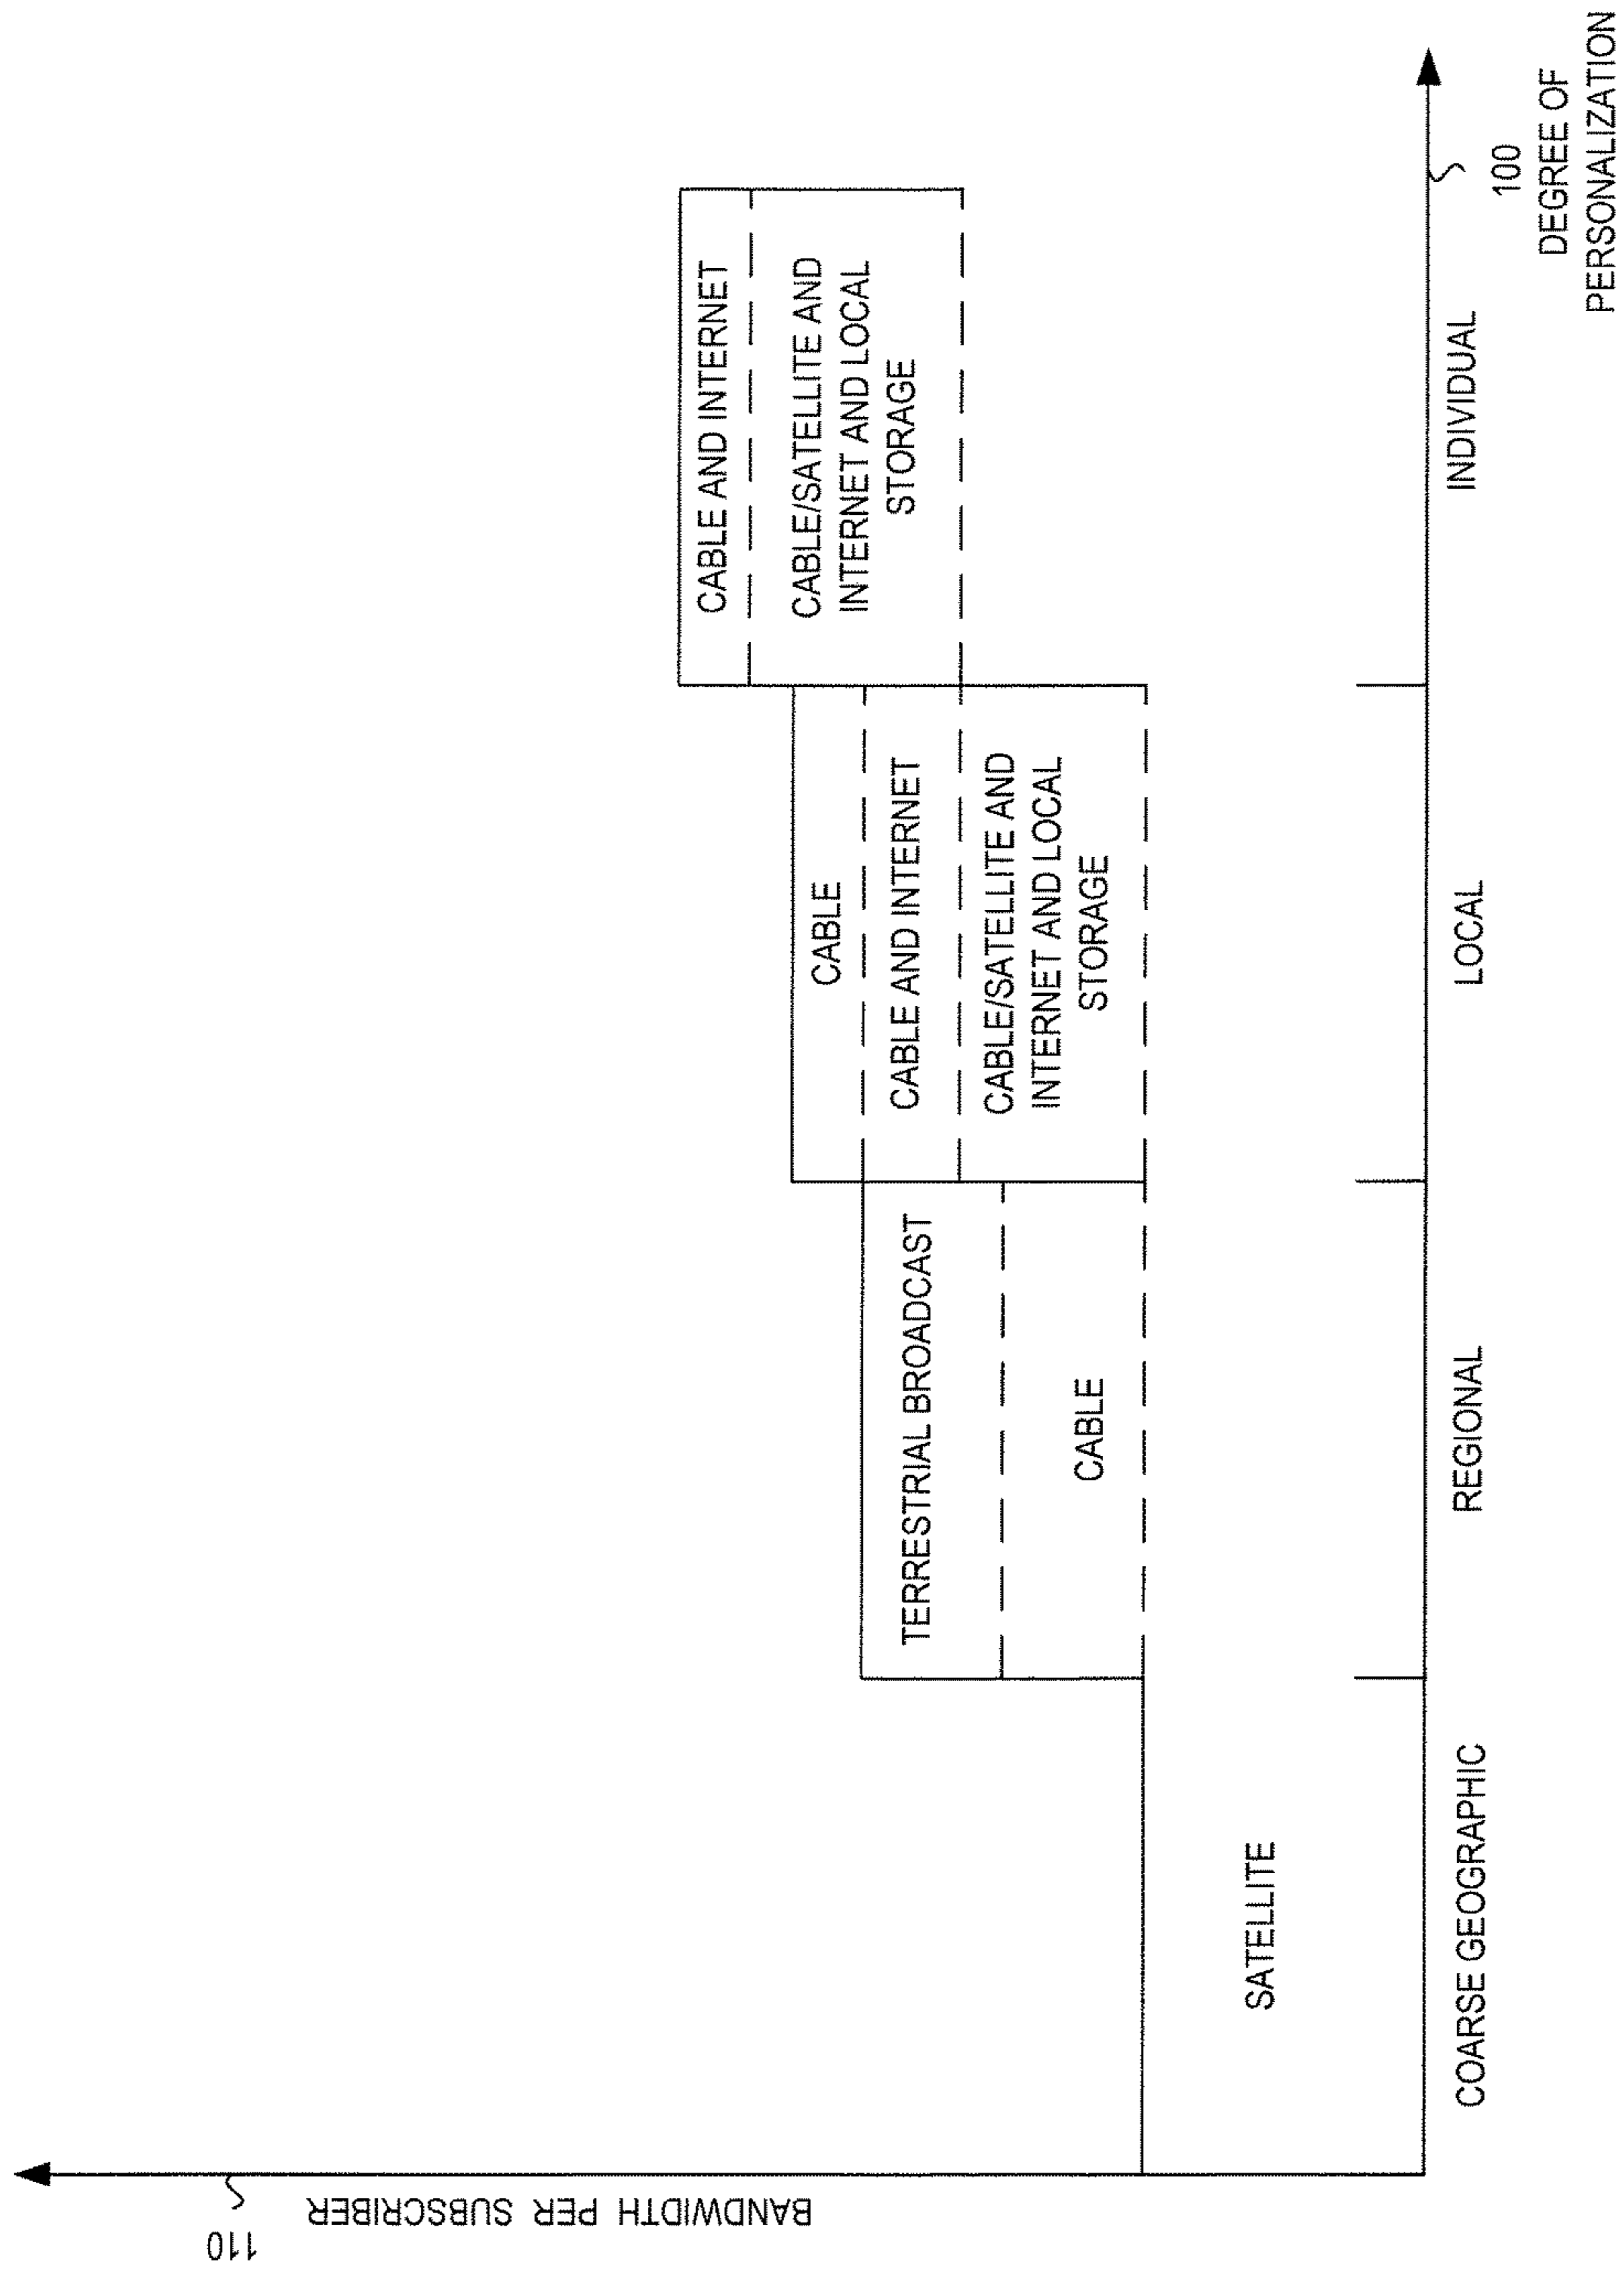 110
BANDWIDTH PER SUBSCRIBER
CABLE AND INTERNET
CABLE/SATELLITE AND
INTERNET AND LOCAL
STORAGE
CABLE
CABLE AND INTERNET
CABLE/SATELLITE AND
INTERNET AND LOCAL
STORAGE
TERRESTRIAL BROADCAST
CABLE
SATELLITE
COARSE GEOGRAPHIC
REGIONAL
LOCAL
INDIVIDUAL
100
DEGREE OF
PERSONALIZATION